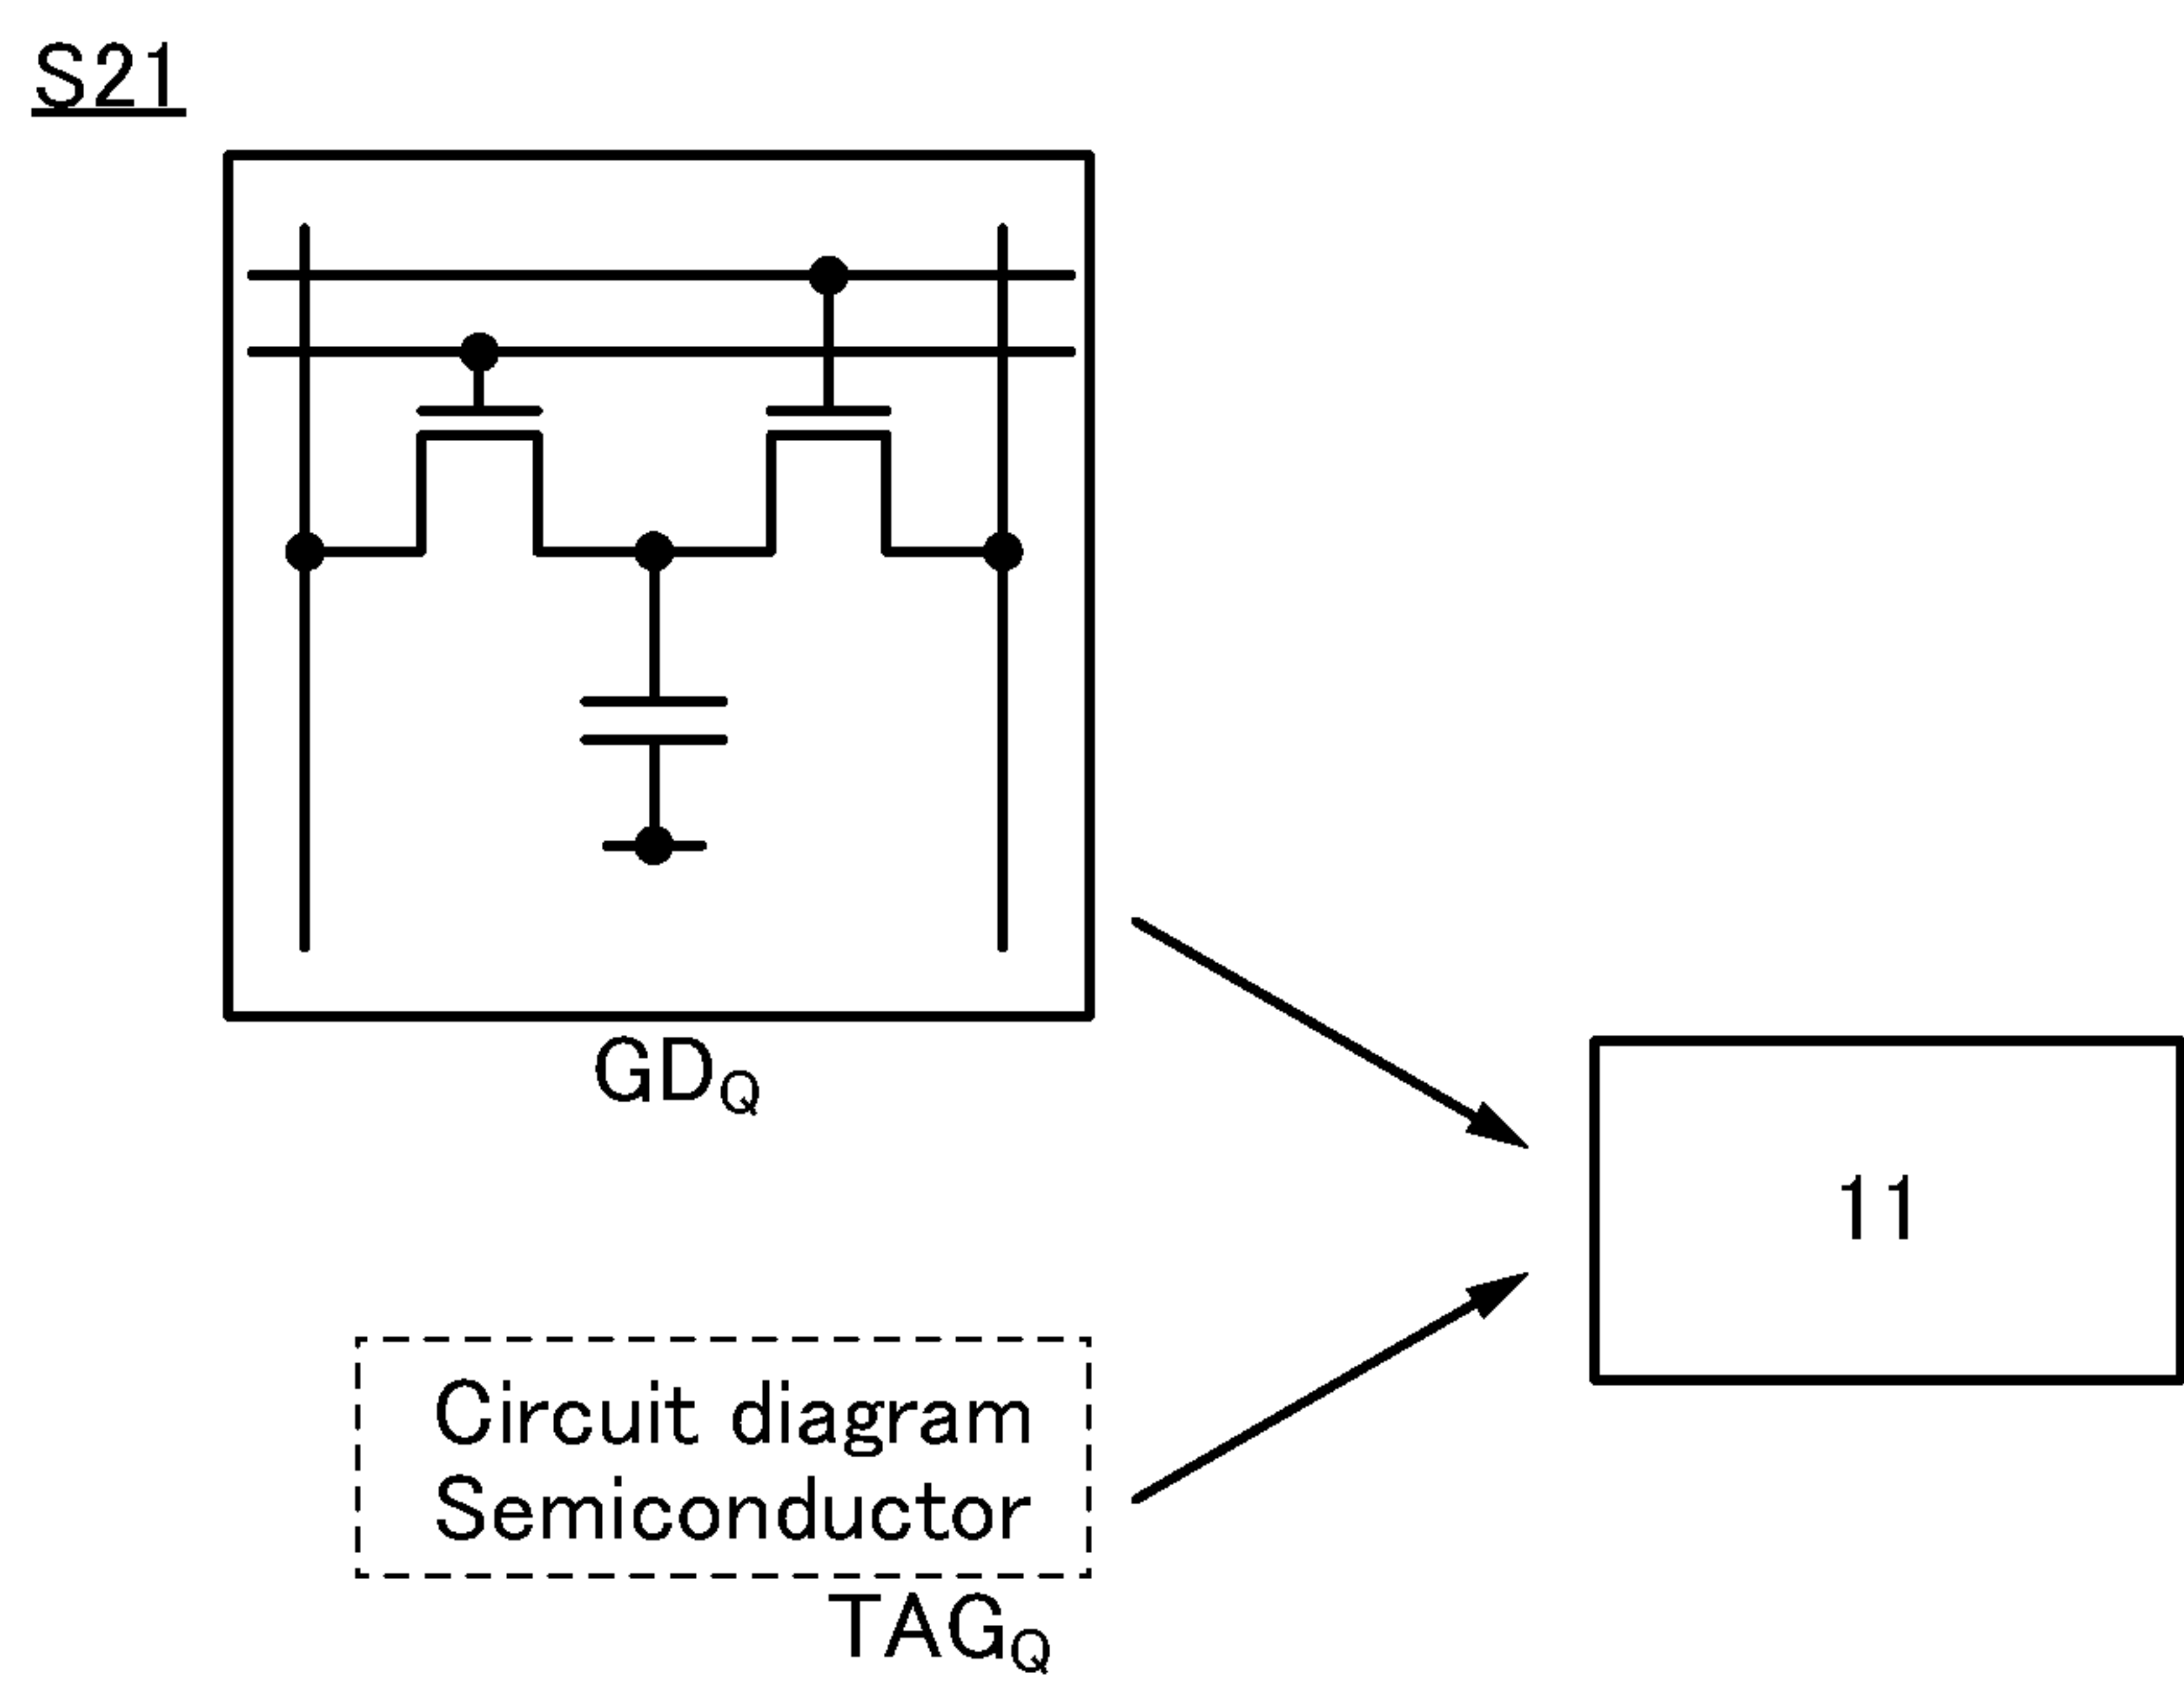 S21
GDQ
11
Circuit diagram
Semiconductor
TAGQ